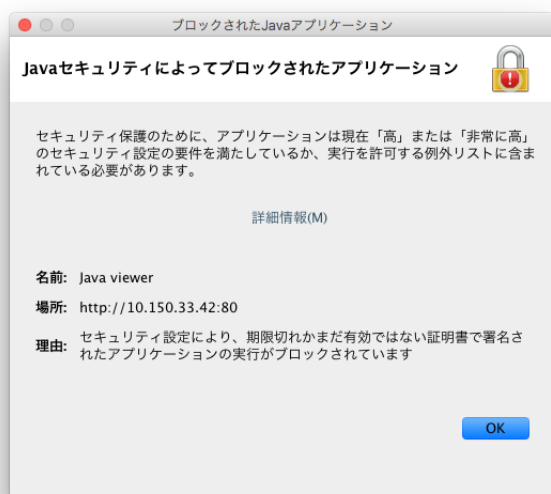 ブロックされたJavaアプリケーション
Javaセキュリティによってブロックされたアプリケーション
セキュリティ保護のために、アプリケーションは現在「高」または「非常に高」
のセキュリティ設定の要件を満たしているか、実行を許可する例外リストに含ま
れている必要があります。
詳細情報(M)
名前: Java viewer
場所: http://10.150.33.42:80
理由: セキュリティ設定により、期限切れかまだ有効ではない証明書で署名さ
れたアプリケーションの実行がブロックされています
OK